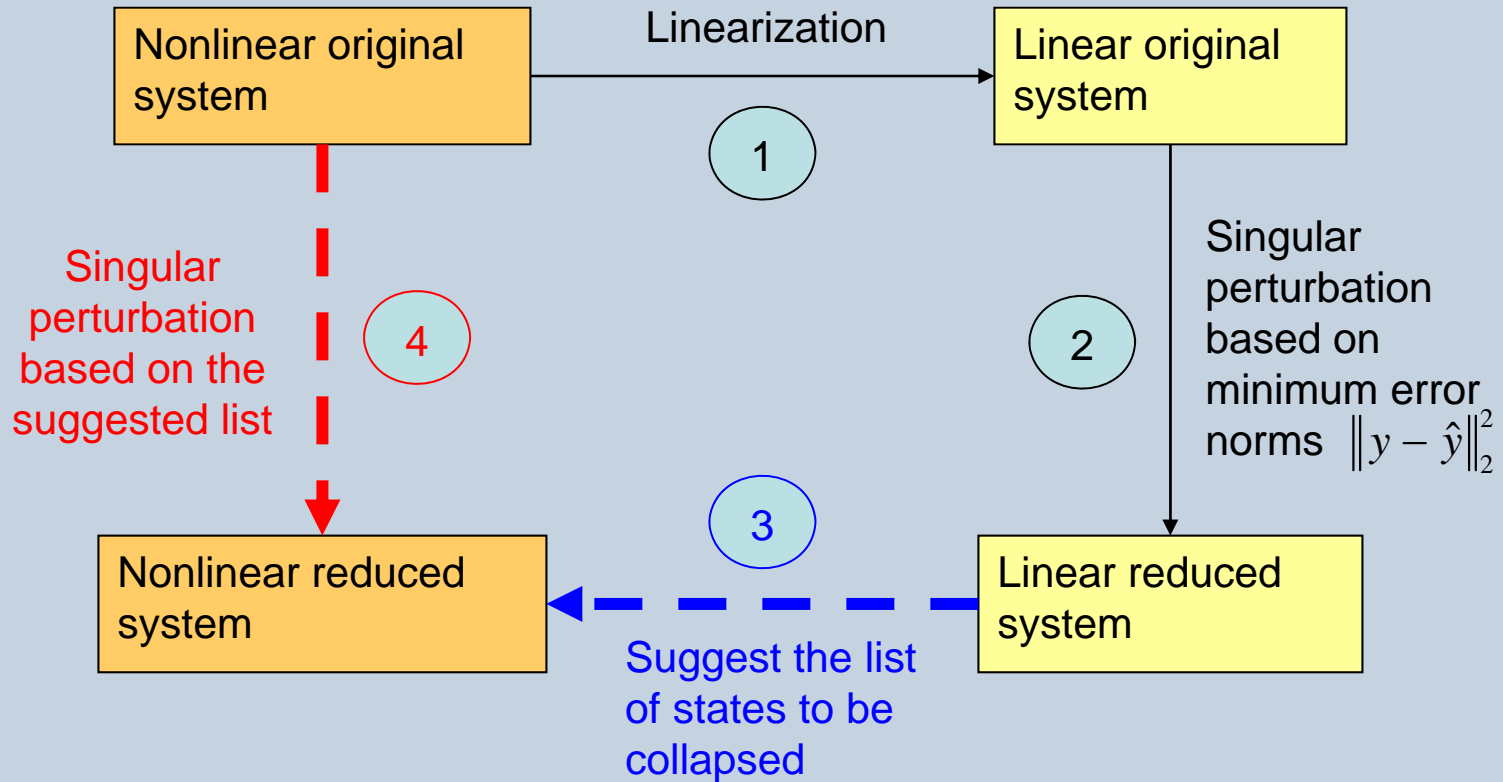 Nonlinear original
system
Linearization
Linear original
system
1
Singular
perturbation
based on the
suggested list
4
2
Singular
perturbation
based on
minimum error
norms ‖y − ŷ‖₂²
3
Nonlinear reduced
system
Linear reduced
system
Suggest the list
of states to be
collapsed